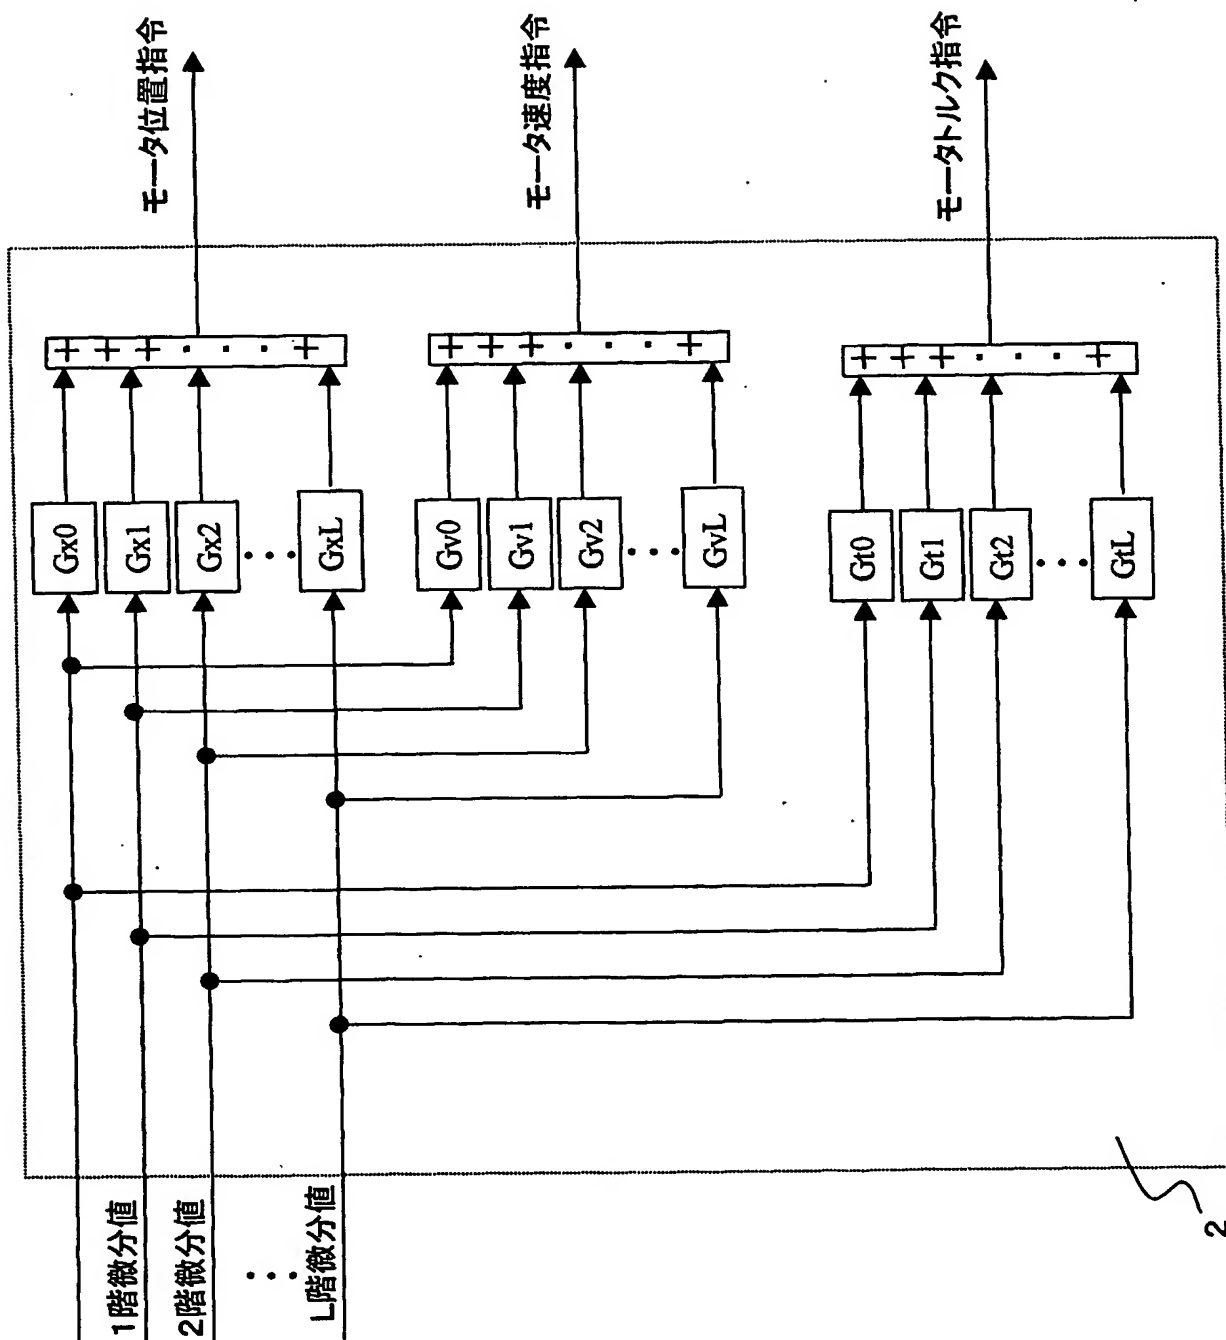 モータ位置指令
モータ速度指令
モータトルク指令
+ + + · · · +
+ + + · · · +
+ + + · · · +
Gx0
Gx1
Gx2
···
GxL
Gv0
Gv1
Gv2
···
GvL
Gt0
Gt1
Gt2
···
GtL
1階微分値
2階微分値
···
L階微分値
2